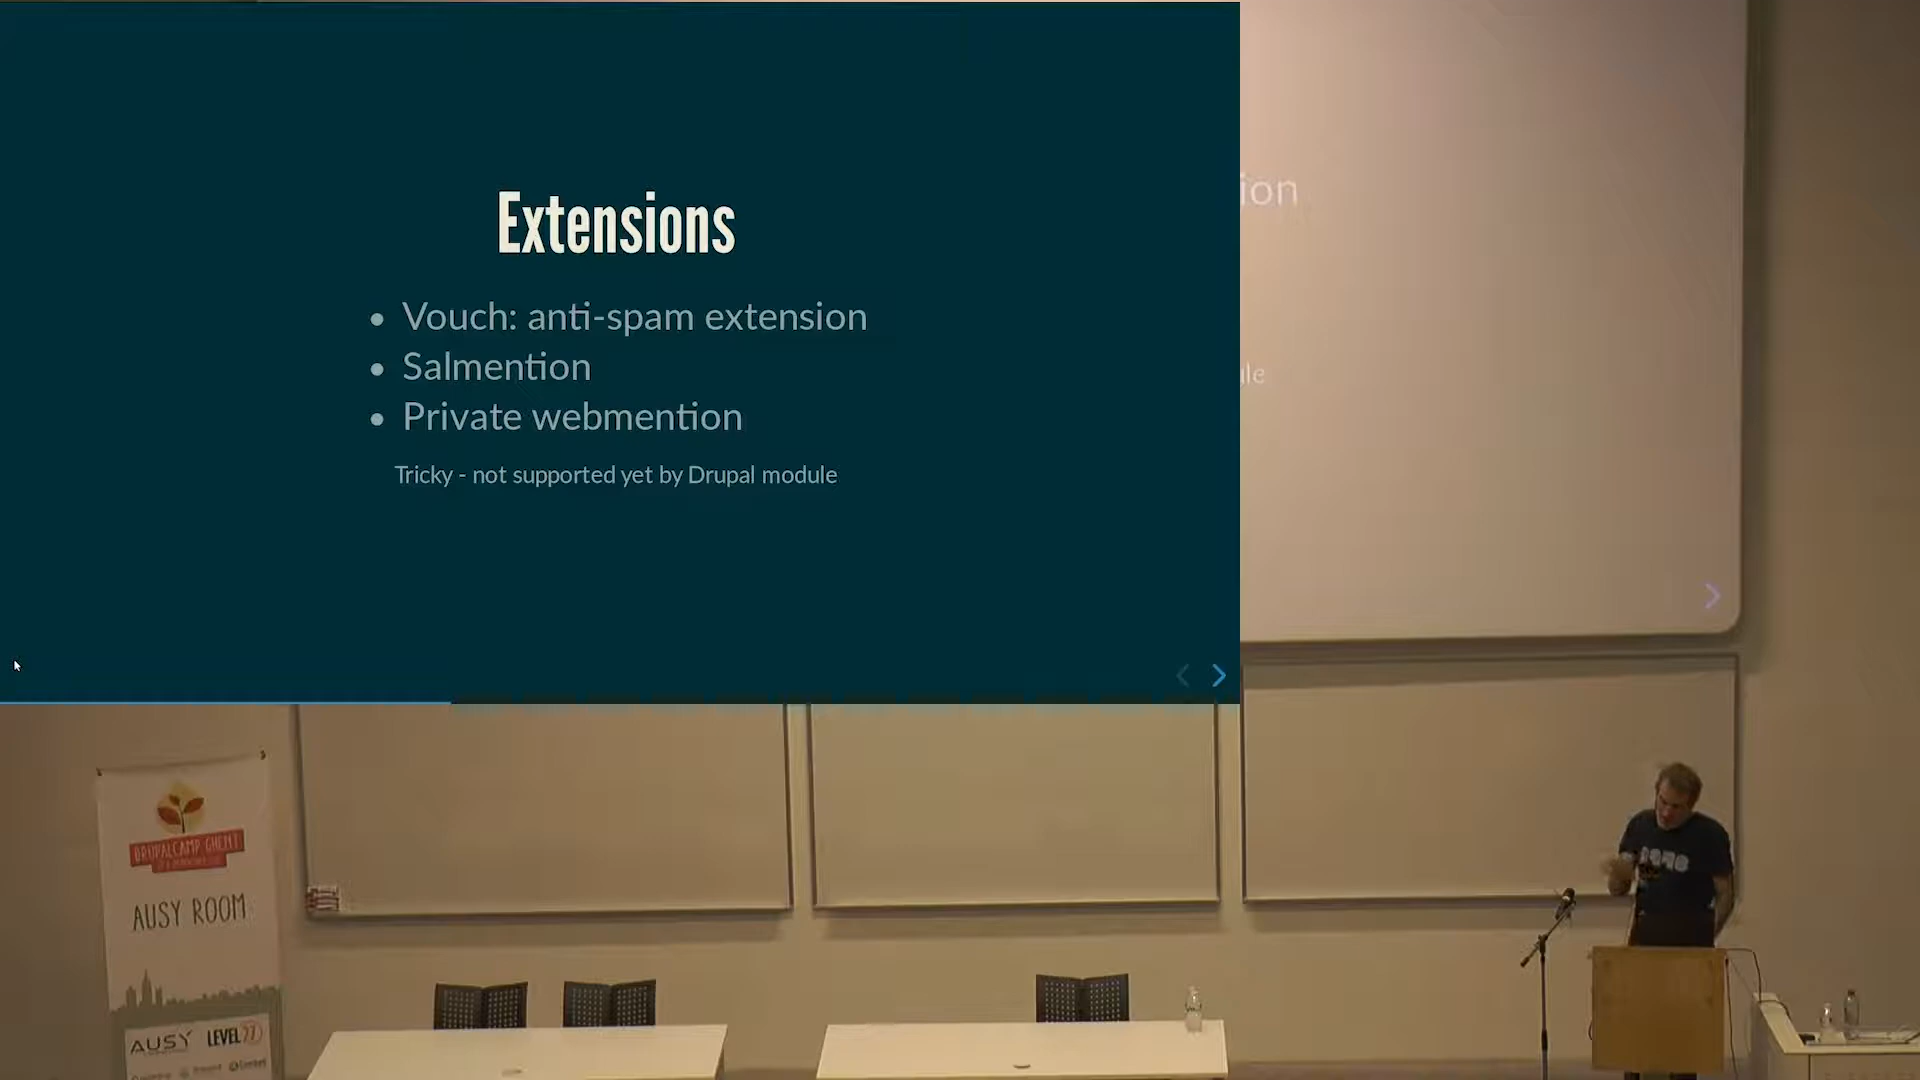 Extensions
Vouch: anti-spam extension
Salmention
Private webmention
Tricky - not supported yet by Drupal module
ion
le
DRUPALCAMP GHENT
AUSY ROOM
AUSY LEVEL27